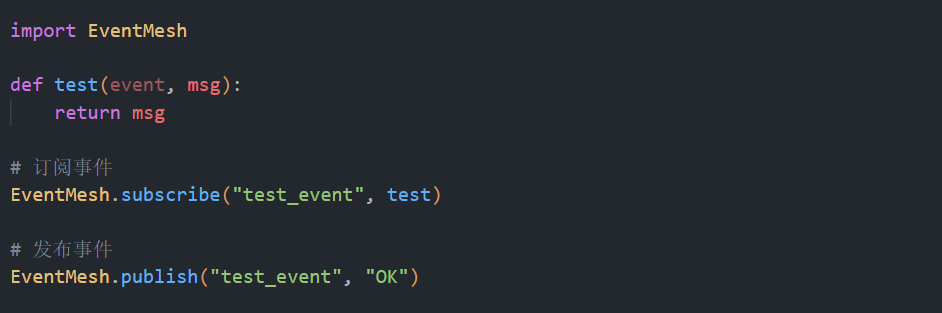 import EventMesh
def test(event, msg):
    return msg
# 订阅事件
EventMesh.subscribe("test_event", test)
# 发布事件
EventMesh.publish("test_event", "OK")